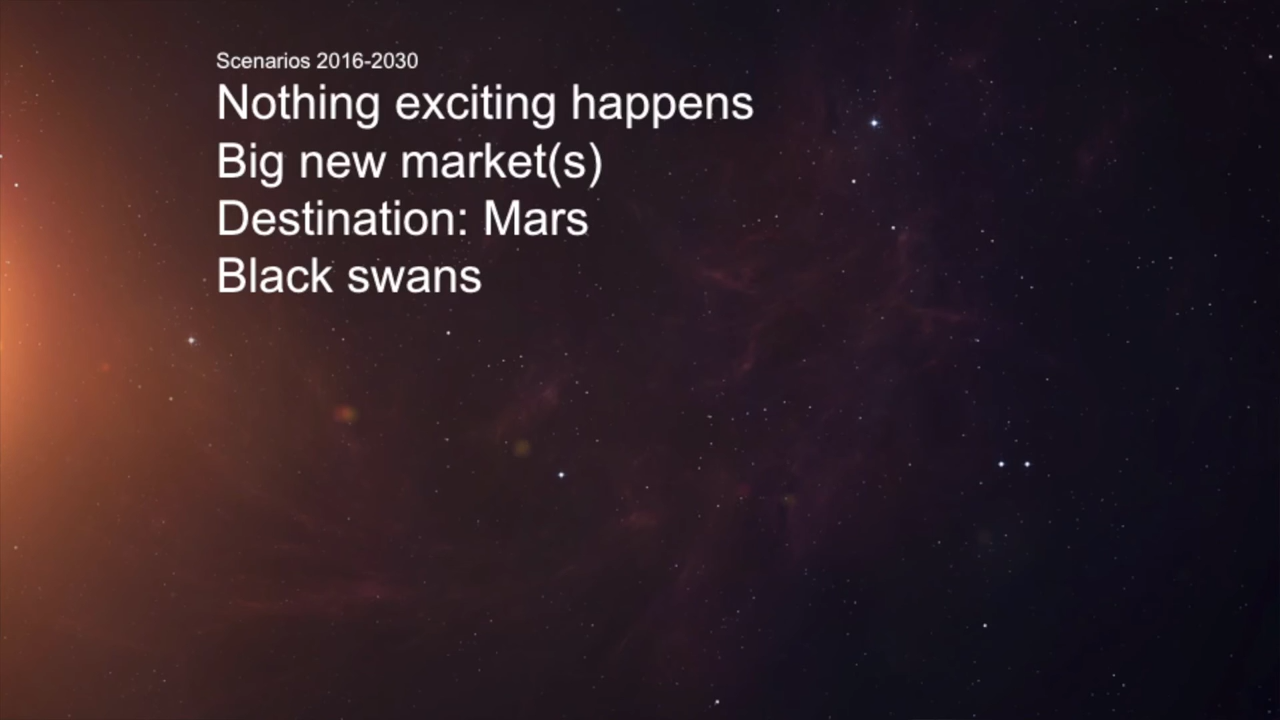 Scenarios 2016-2030
Nothing exciting happens
Big new market(s)
Destination: Mars
Black swans